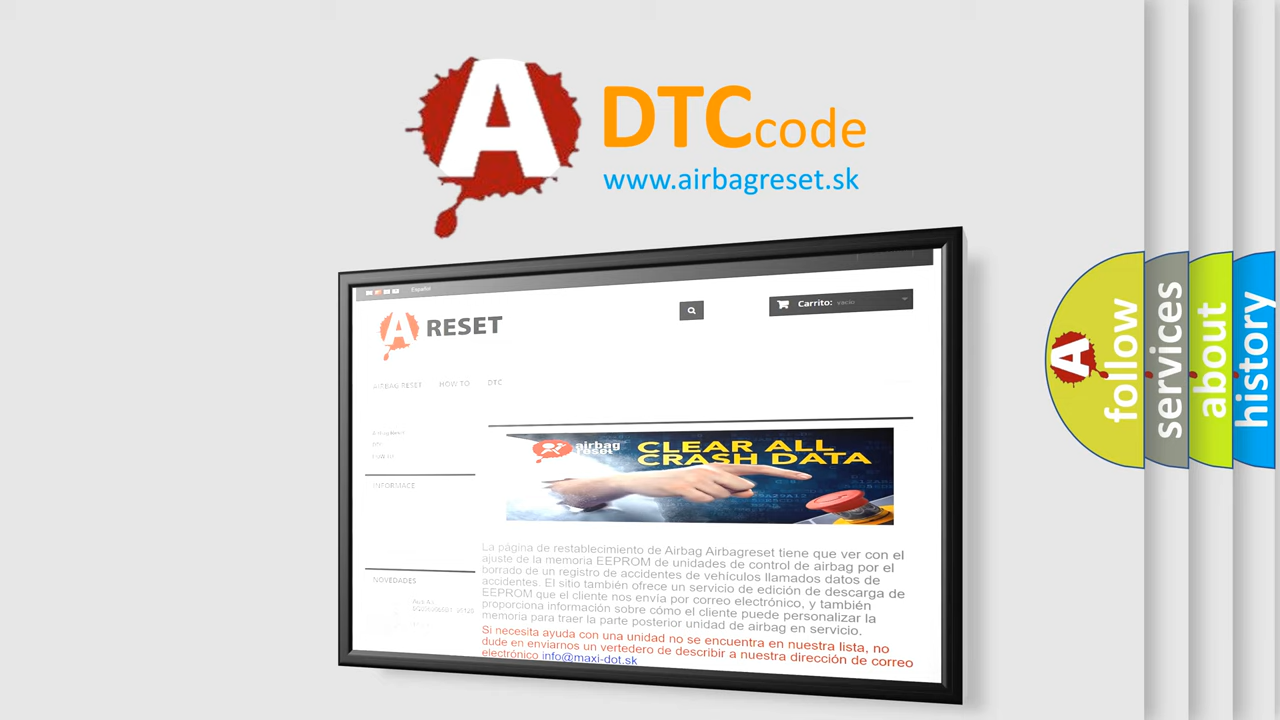 A DTCcode
www.airbagreset.sk
Español
A RESET
Carrito: vacío
AIRBAG RESET HOW TO DTC
INFORMACE
CLEAR ALL
CRASH DATA
airbag
reset
La página de restablecimiento de Airbag Airbagreset tiene que ver con el
ajuste de la memoria EEPROM de unidades de control de airbag por el
borrado de un registro de accidentes de vehículos llamados datos de
accidentes. El sitio también ofrece un servicio de edición de descarga de
EEPROM que el cliente nos envía por correo electrónico, y también
proporciona información sobre cómo el cliente puede personalizar la
memoria para traer la parte posterior unidad de airbag en servicio.
Si necesita ayuda con una unidad no se encuentra en nuestra lista, no
dude en enviarnos un vertedero de describir a nuestra dirección de correo
electrónico info@maxi-dot.sk
NOVEDADES
A follow
services
about
history